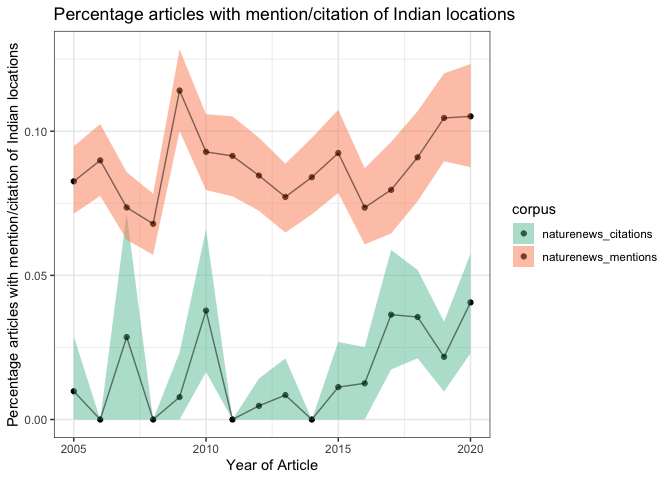 Percentage articles with mention/citation of Indian locations
Percentage articles with mention/citation of Indian locations
0.10
0.05
0.00
2005
2010
2015
2020
Year of Article
corpus
naturenews_citations
naturenews_mentions